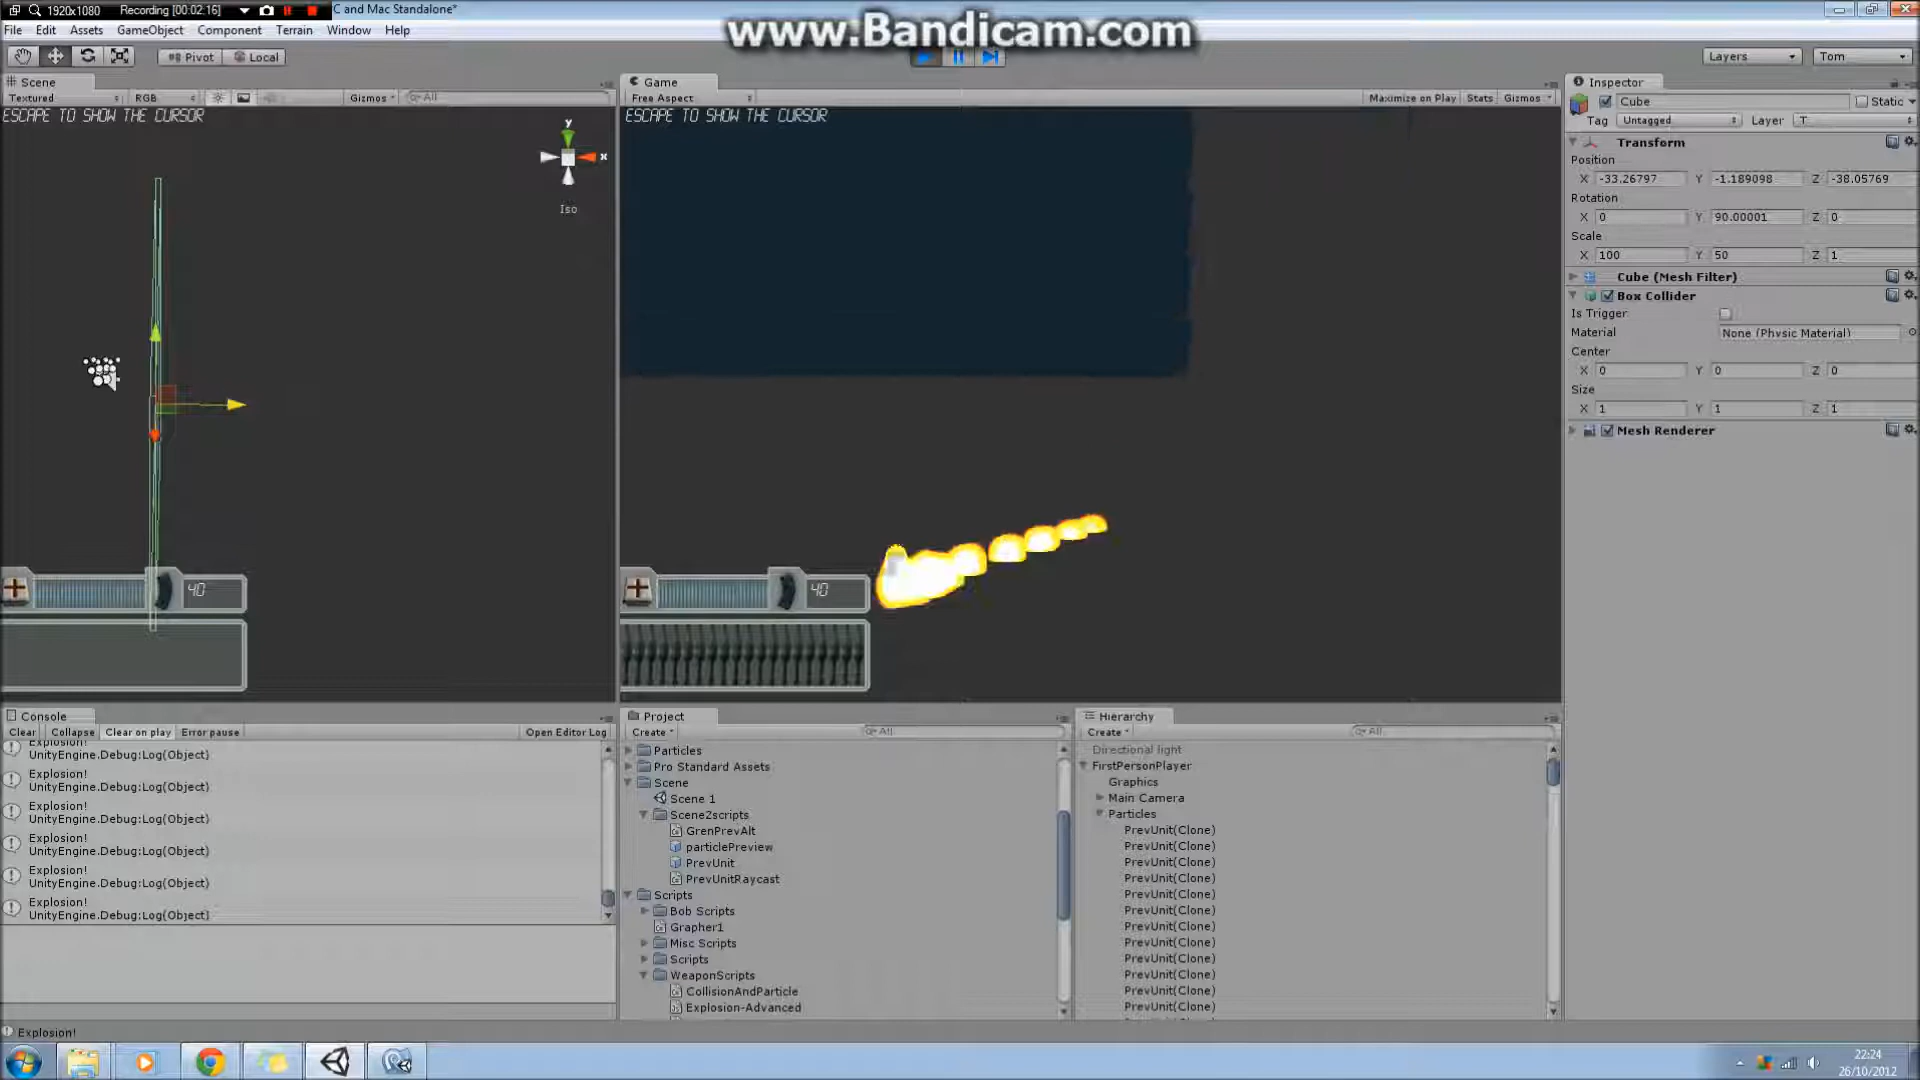 1920x1080 Recording [00:02:16] C and Mac Standalone*
www.Bandicam.com
File Edit Assets GameObject Component Terrain Window Help
Pivot Local Layers Tom
Scene
Textured RGB Gizmos All
ESCAPE TO SHOW THE CURSOR
y
x
Iso
40
Game
Free Aspect Maximize on Play Stats Gizmos
ESCAPE TO SHOW THE CURSOR
40
Inspector
Cube Static
Tag Untagged Layer T
Transform
Position
X -33.26797 Y -1.189098 Z -38.05769
Rotation
X 0 Y 90.00001 Z 0
Scale
X 100 Y 50 Z 1
Cube (Mesh Filter)
Box Collider
Is Trigger
Material None (Physic Material)
Center
X 0 Y 0 Z 0
Size
X 1 Y 1 Z 1
Mesh Renderer
Console
Clear Collapse Clear on play Error pause Open Editor Log
Explosion!
UnityEngine.Debug:Log(Object)
Explosion!
UnityEngine.Debug:Log(Object)
Explosion!
UnityEngine.Debug:Log(Object)
Explosion!
UnityEngine.Debug:Log(Object)
Explosion!
UnityEngine.Debug:Log(Object)
Explosion!
UnityEngine.Debug:Log(Object)
Project
Create All
Particles
Pro Standard Assets
Scene
Scene 1
Scene2scripts
GrenPrevAlt
particlePreview
PrevUnit
PrevUnitRaycast
Scripts
Bob Scripts
Grapher1
Misc Scripts
Scripts
WeaponScripts
CollisionAndParticle
Explosion-Advanced
Hierarchy
Create All
Directional light
FirstPersonPlayer
Graphics
Main Camera
Particles
PrevUnit(Clone)
PrevUnit(Clone)
PrevUnit(Clone)
PrevUnit(Clone)
PrevUnit(Clone)
PrevUnit(Clone)
PrevUnit(Clone)
PrevUnit(Clone)
PrevUnit(Clone)
PrevUnit(Clone)
PrevUnit(Clone)
PrevUnit(Clone)
Explosion!
22:24
26/10/2012